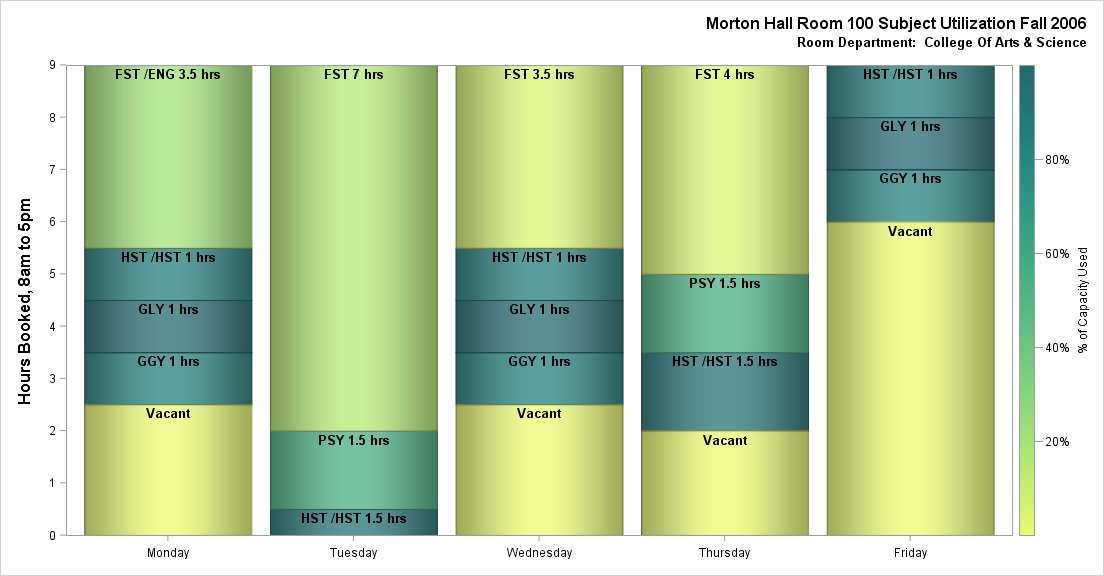 Morton Hall Room 100 Subject Utilization Fall 2006
Room Department:  College Of Arts & Science
Hours Booked, 8am to 5pm
9
8
7
6
5
4
3
2
1
0
FST /ENG 3.5 hrs
HST /HST 1 hrs
GLY 1 hrs
GGY 1 hrs
Vacant
FST 7 hrs
PSY 1.5 hrs
HST /HST 1.5 hrs
FST 3.5 hrs
HST /HST 1 hrs
GLY 1 hrs
GGY 1 hrs
Vacant
FST 4 hrs
PSY 1.5 hrs
HST /HST 1.5 hrs
Vacant
HST /HST 1 hrs
GLY 1 hrs
GGY 1 hrs
Vacant
Monday
Tuesday
Wednesday
Thursday
Friday
80%
60%
40%
20%
% of Capacity Used